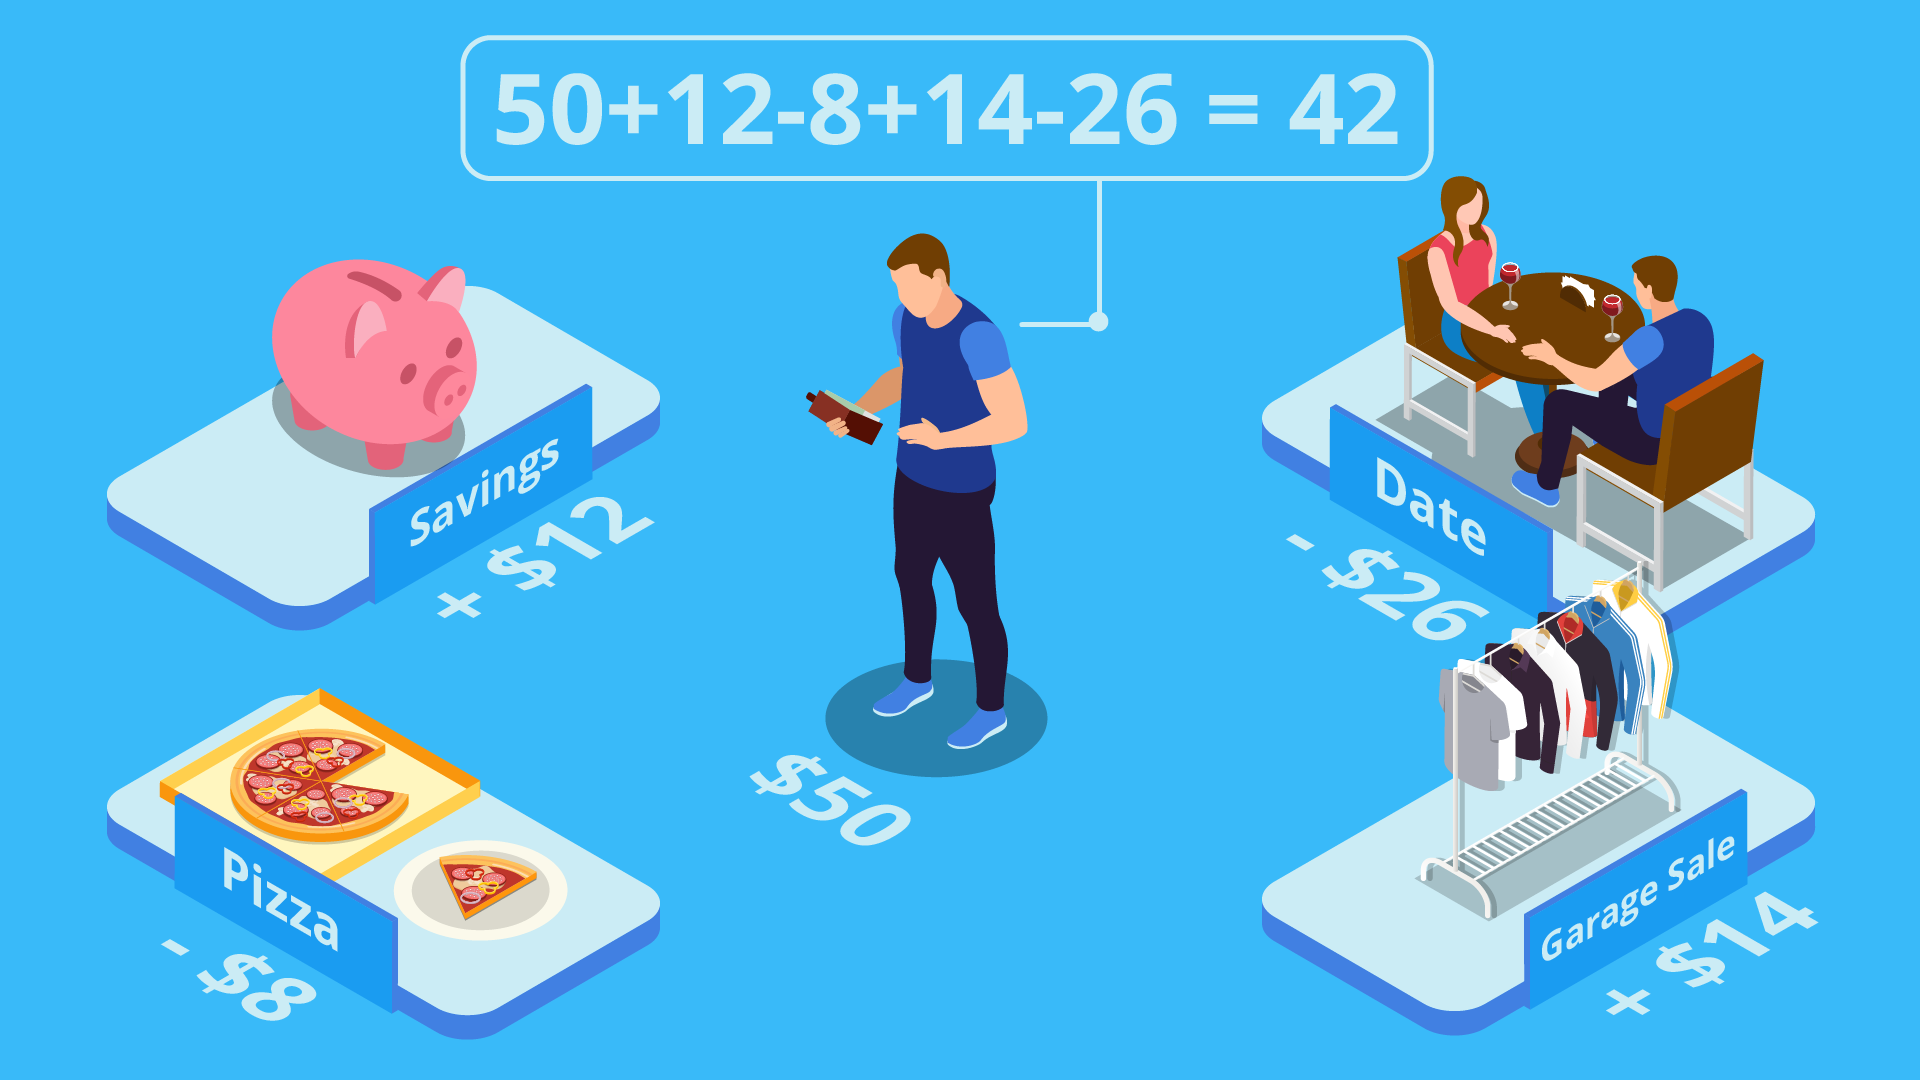 50+12-8+14-26 = 42
Savings
+ $12
Date
- $26
$50
Pizza
- $8
Garage Sale
+ $14